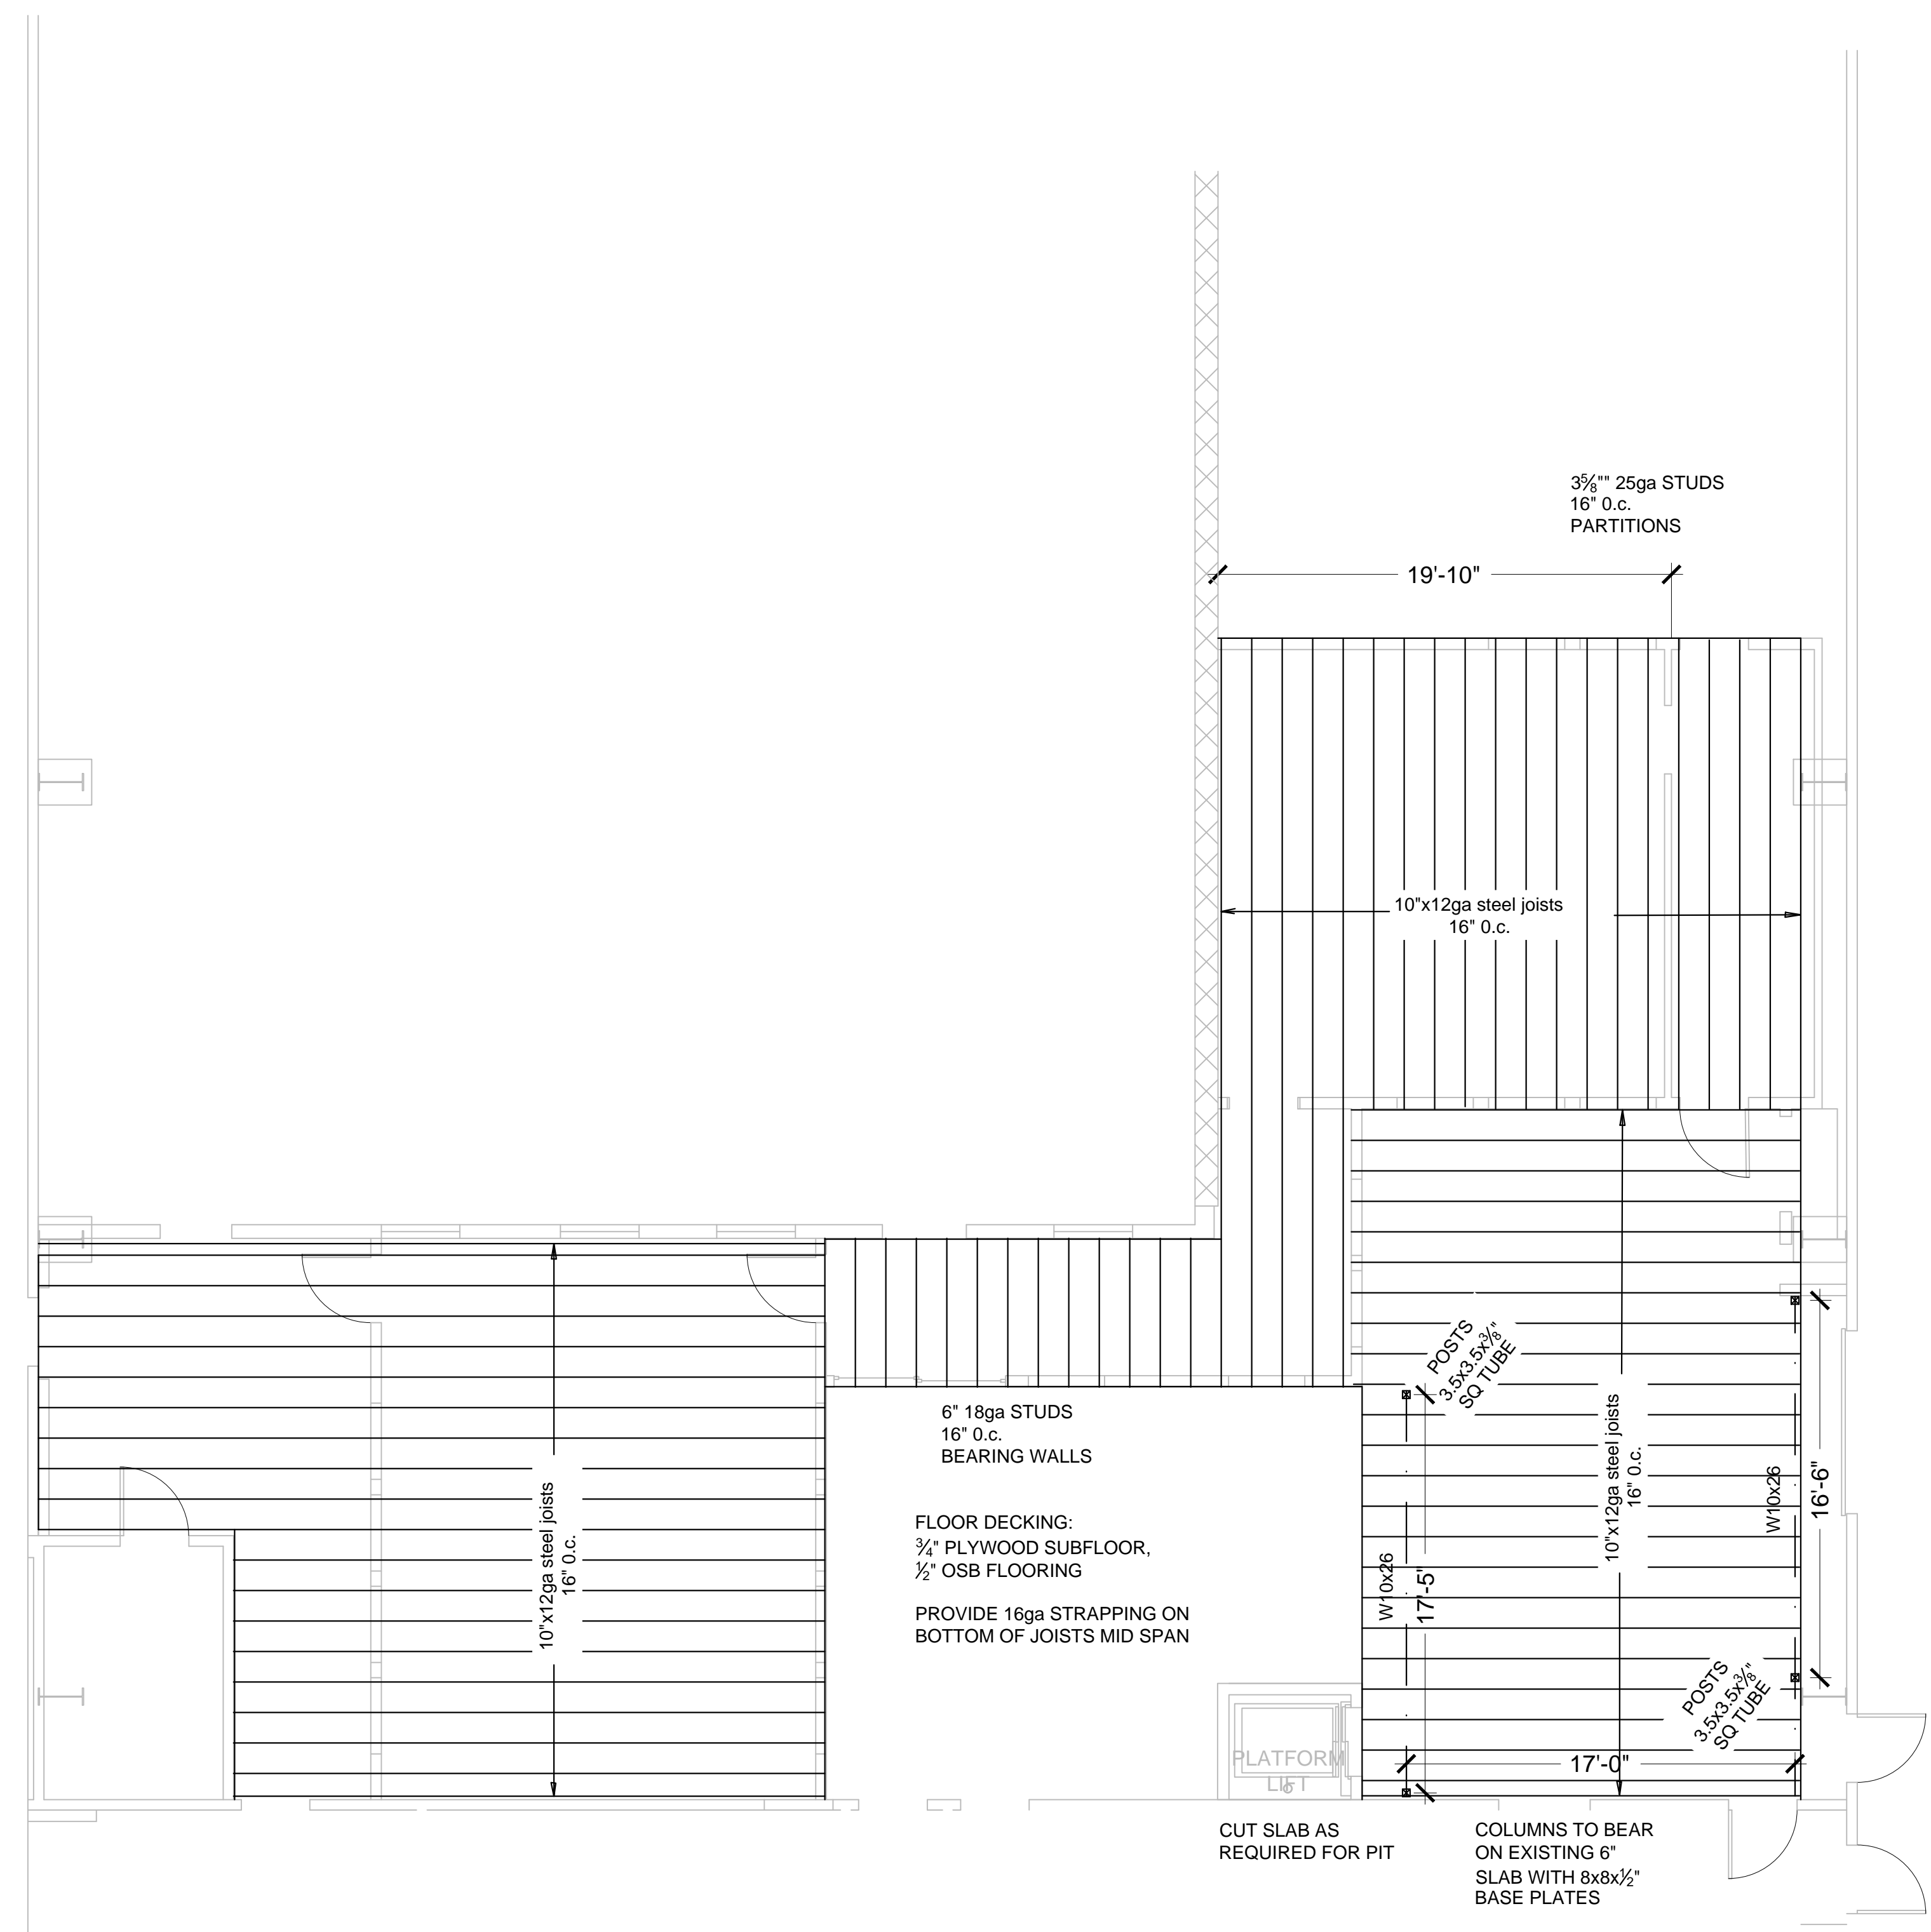 3⅝"" 25ga STUDS
16" 0.c.
PARTITIONS
19'-10"
10"x12ga steel joists
16" 0.c.
POSTS
3.5x3.5x⅜"
SQ TUBE
6" 18ga STUDS
16" 0.c.
BEARING WALLS
FLOOR DECKING:
¾" PLYWOOD SUBFLOOR,
½" OSB FLOORING
PROVIDE 16ga STRAPPING ON
BOTTOM OF JOISTS MID SPAN
10"x12ga steel joists
16" 0.c.
W10x26
17'-5"
10"x12ga steel joists
16" 0.c.
W10x26
16'-6"
POSTS
3.5x3.5x⅜"
SQ TUBE
17'-0"
PLATFORM
LIFT
CUT SLAB AS
REQUIRED FOR PIT
COLUMNS TO BEAR
ON EXISTING 6"
SLAB WITH 8x8x½"
BASE PLATES